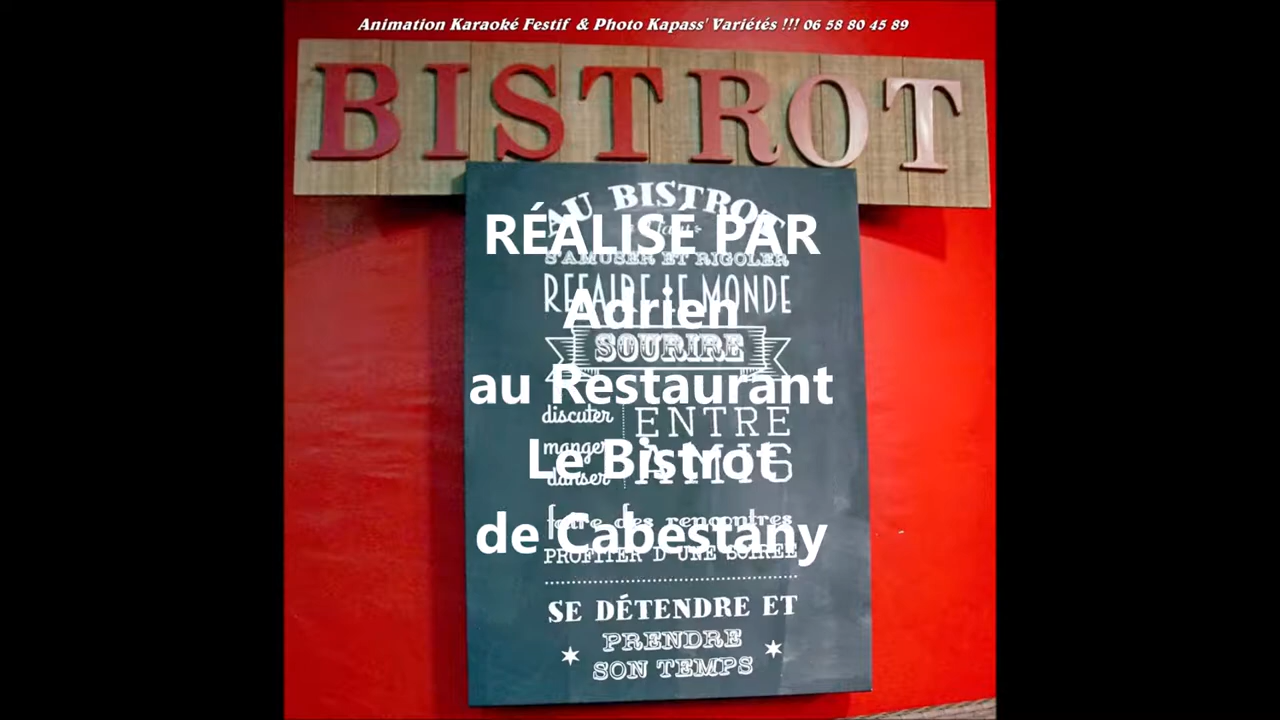 Animation Karaoké Festif & Photo Kapass' Variétés !!! 06 58 80 45 89
BISTROT
AU BISTROT
RÉALISÉ PAR
S'AMUSER ET RIGOLER
REFAIRE LE MONDE
Adrien
SOURIRE
au Restaurant
discuter
ENTRE
manger
AMIS
Le Bistrot
danser
faire des rencontres
de Cabestany
PROFITER D'UNE SOIRÉE
SE DÉTENDRE ET
PRENDRE
SON TEMPS